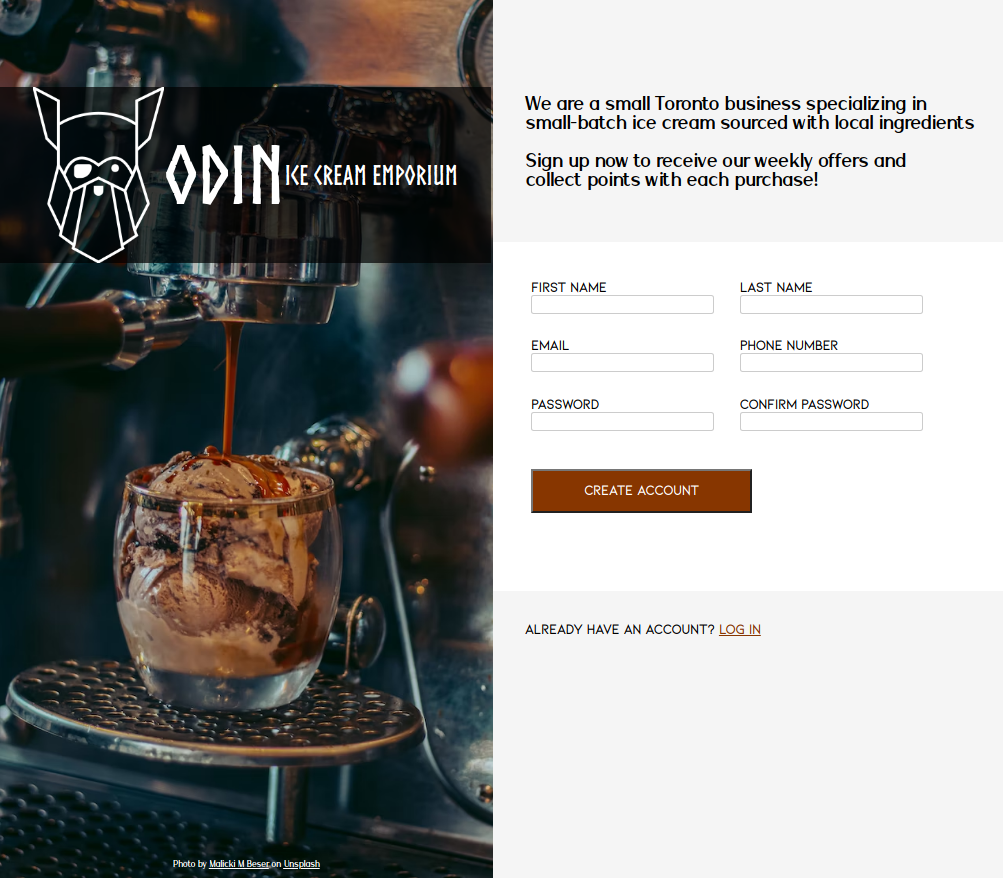 ODIN ICE CREAM EMPORIUM
We are a small Toronto business specializing in
small-batch ice cream sourced with local ingredients
Sign up now to receive our weekly offers and
collect points with each purchase!
FIRST NAME
LAST NAME
EMAIL
PHONE NUMBER
PASSWORD
CONFIRM PASSWORD
CREATE ACCOUNT
ALREADY HAVE AN ACCOUNT? LOG IN
Photo by Malicki M Beser on Unsplash